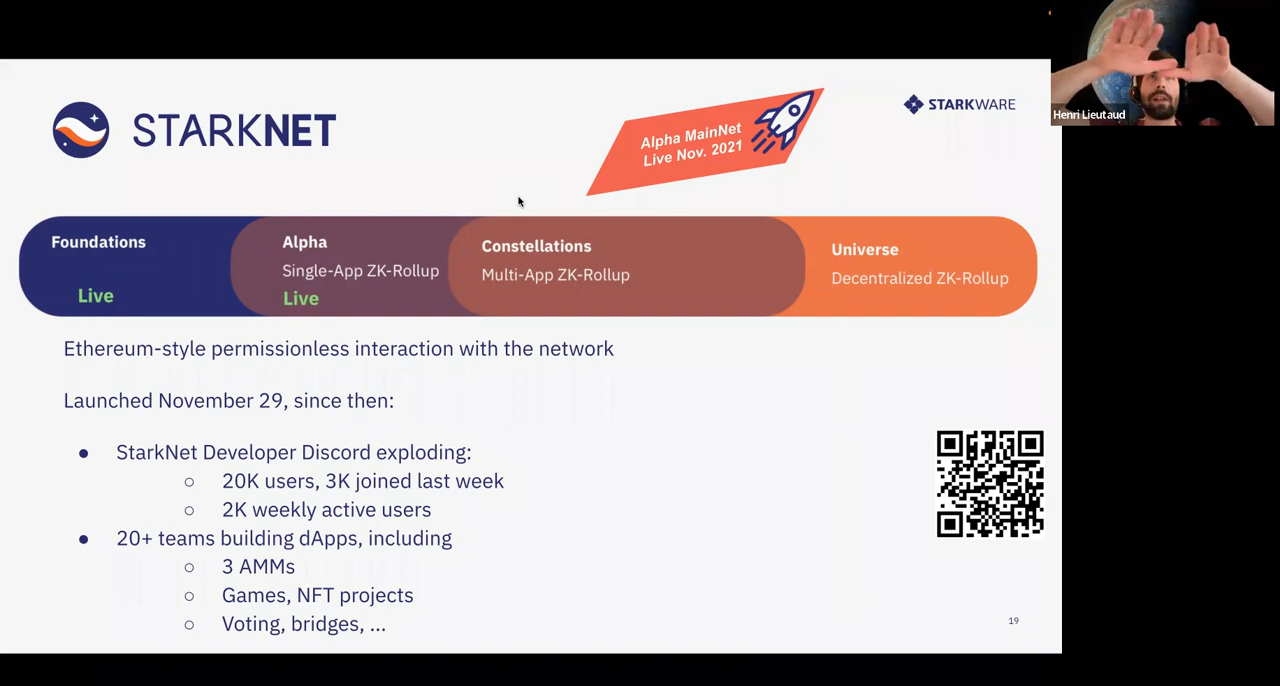 STARKNET
Alpha MainNet
Live Nov. 2021
STARKWARE
Henri Lieutaud
Foundations
Live
Alpha
Single-App ZK-Rollup
Live
Constellations
Multi-App ZK-Rollup
Universe
Decentralized ZK-Rollup
Ethereum-style permissionless interaction with the network
Launched November 29, since then:
● StarkNet Developer Discord exploding:
○ 20K users, 3K joined last week
○ 2K weekly active users
● 20+ teams building dApps, including
○ 3 AMMs
○ Games, NFT projects
○ Voting, bridges, ...
19